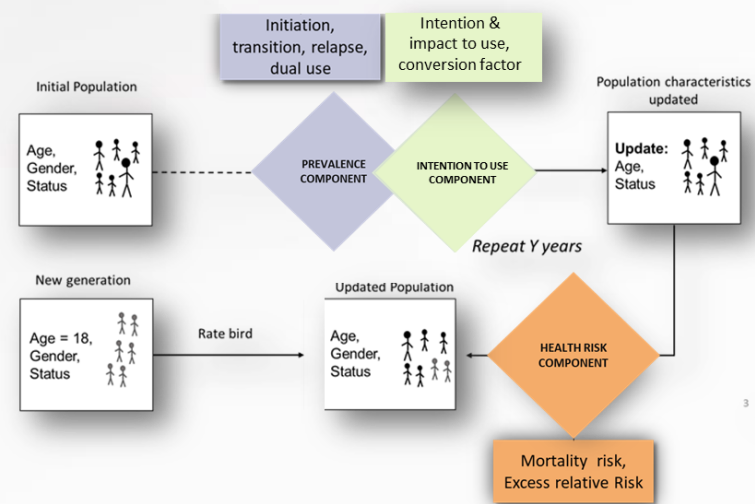 Initiation,
transition, relapse,
dual use
Intention &
impact to use,
conversion factor
Initial Population
Population characteristics
updated
Age,
Gender,
Status
PREVALENCE
COMPONENT
INTENTION TO USE
COMPONENT
Update:
Age,
Status
Repeat Y years
New generation
Updated Population
Age = 18,
Gender,
Status
Rate bird
Age,
Gender,
Status
HEALTH RISK
COMPONENT
3
Mortality risk,
Excess relative Risk